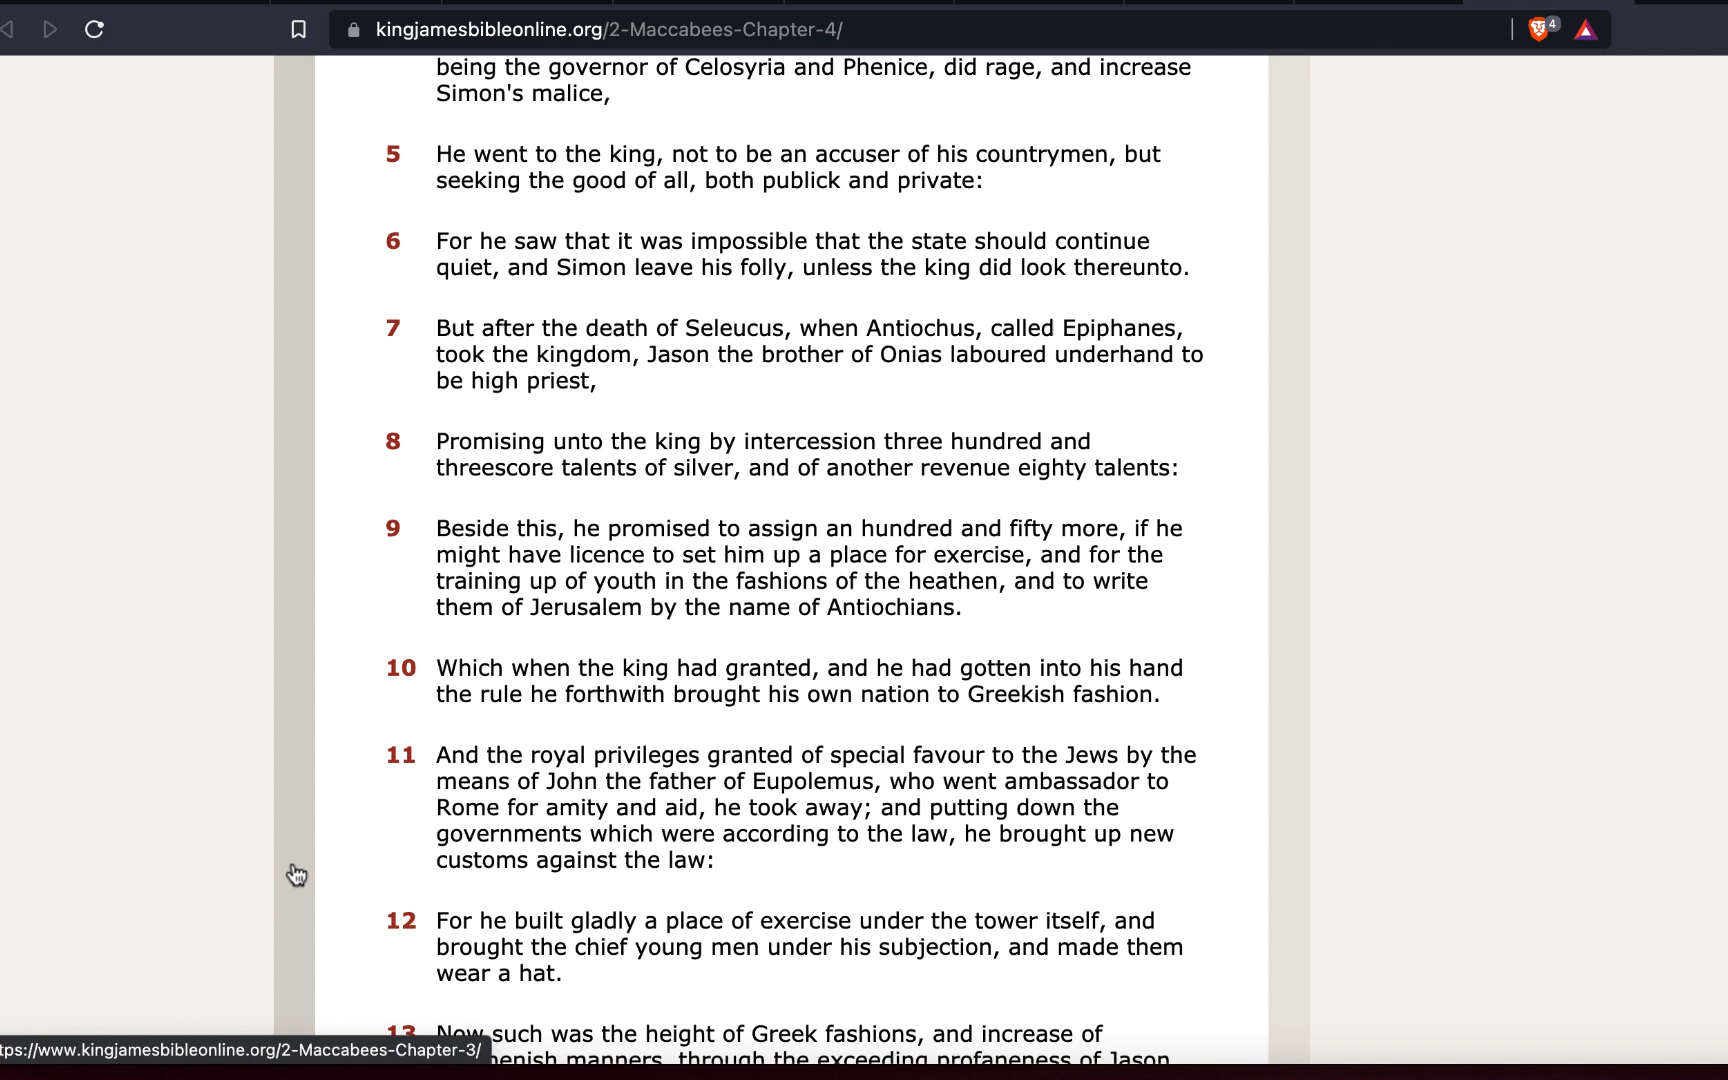 kingjamesbibleonline.org/2-Maccabees-Chapter-4/
4
being the governor of Celosyria and Phenice, did rage, and increase
Simon's malice,
5 He went to the king, not to be an accuser of his countrymen, but
seeking the good of all, both publick and private:
6 For he saw that it was impossible that the state should continue
quiet, and Simon leave his folly, unless the king did look thereunto.
7 But after the death of Seleucus, when Antiochus, called Epiphanes,
took the kingdom, Jason the brother of Onias laboured underhand to
be high priest,
8 Promising unto the king by intercession three hundred and
threescore talents of silver, and of another revenue eighty talents:
9 Beside this, he promised to assign an hundred and fifty more, if he
might have licence to set him up a place for exercise, and for the
training up of youth in the fashions of the heathen, and to write
them of Jerusalem by the name of Antiochians.
10 Which when the king had granted, and he had gotten into his hand
the rule he forthwith brought his own nation to Greekish fashion.
11 And the royal privileges granted of special favour to the Jews by the
means of John the father of Eupolemus, who went ambassador to
Rome for amity and aid, he took away; and putting down the
governments which were according to the law, he brought up new
customs against the law:
12 For he built gladly a place of exercise under the tower itself, and
brought the chief young men under his subjection, and made them
wear a hat.
13 Now such was the height of Greek fashions, and increase of
henish manners, through the exceeding profaneness of Jason
tps://www.kingjamesbibleonline.org/2-Maccabees-Chapter-3/